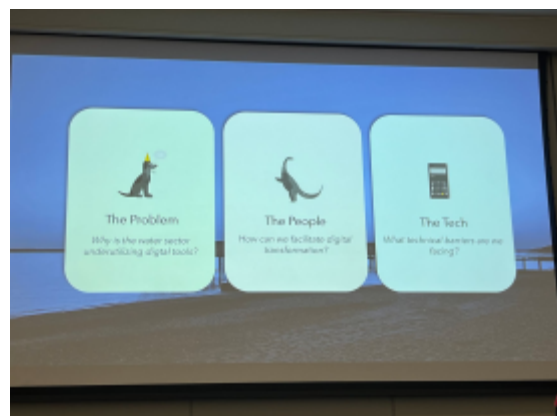 The Problem
Why is the water sector
underutilizing digital tools?
The People
How can we facilitate digital
transformation?
The Tech
What technical barriers are we
facing?